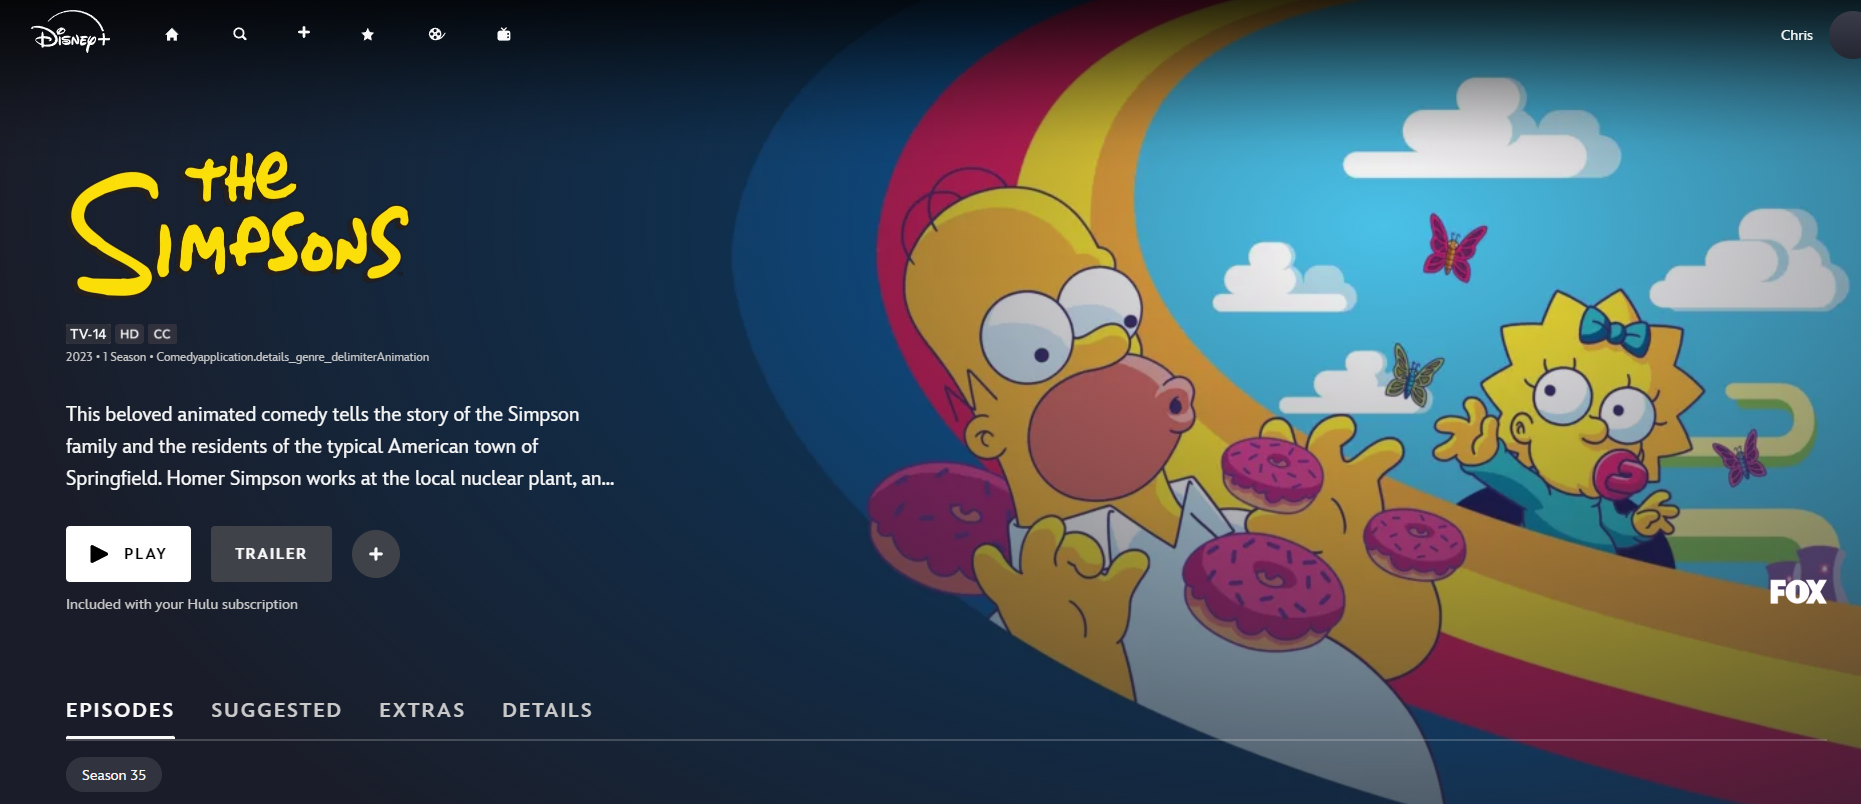 Disney+
Chris
THE
SIMPSONS
TV-14 HD CC
2023 • 1 Season • Comedyapplication.details_genre_delimiterAnimation
This beloved animated comedy tells the story of the Simpson
family and the residents of the typical American town of
Springfield. Homer Simpson works at the local nuclear plant, an...
PLAY TRAILER +
Included with your Hulu subscription
FOX
EPISODES SUGGESTED EXTRAS DETAILS
Season 35